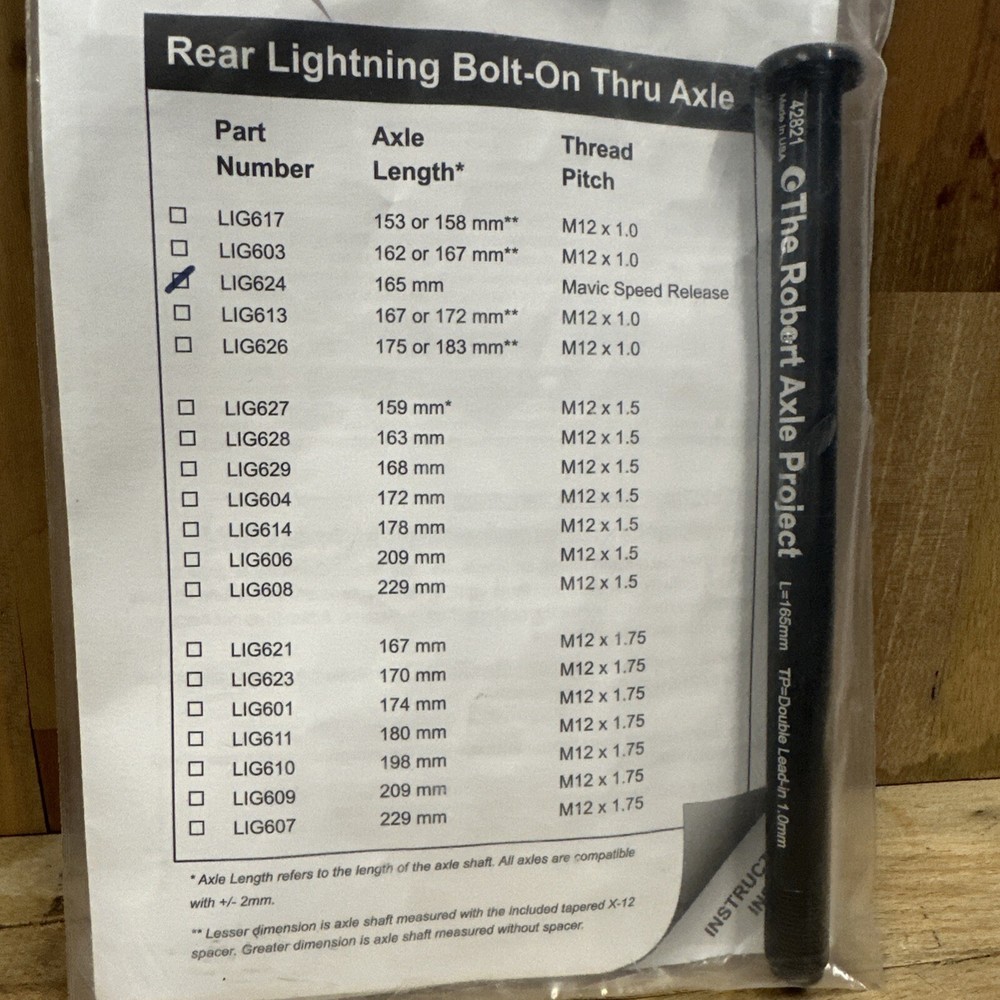 Rear Lightning Bolt-On Thru Axle
Part Number Axle Length* Thread Pitch
LIG617 153 or 158 mm** M12 x 1.0
LIG603 162 or 167 mm** M12 x 1.0
LIG624 165 mm Mavic Speed Release
LIG613 167 or 172 mm** M12 x 1.0
LIG626 175 or 183 mm** M12 x 1.0
LIG627 159 mm* M12 x 1.5
LIG628 163 mm M12 x 1.5
LIG629 168 mm M12 x 1.5
LIG604 172 mm M12 x 1.5
LIG614 178 mm M12 x 1.5
LIG606 209 mm M12 x 1.5
LIG608 229 mm M12 x 1.5
LIG621 167 mm M12 x 1.75
LIG623 170 mm M12 x 1.75
LIG601 174 mm M12 x 1.75
LIG611 180 mm M12 x 1.75
LIG610 198 mm M12 x 1.75
LIG609 209 mm M12 x 1.75
LIG607 229 mm M12 x 1.75
* Axle Length refers to the length of the axle shaft. All axles are compatible
with +/- 2mm.
** Lesser dimension is axle shaft measured with the included tapered X-12
spacer. Greater dimension is axle shaft measured without spacer.
42821
Made In USA
The Robert Axle Project L=165mm TP=Double Lead-in 1.0mm